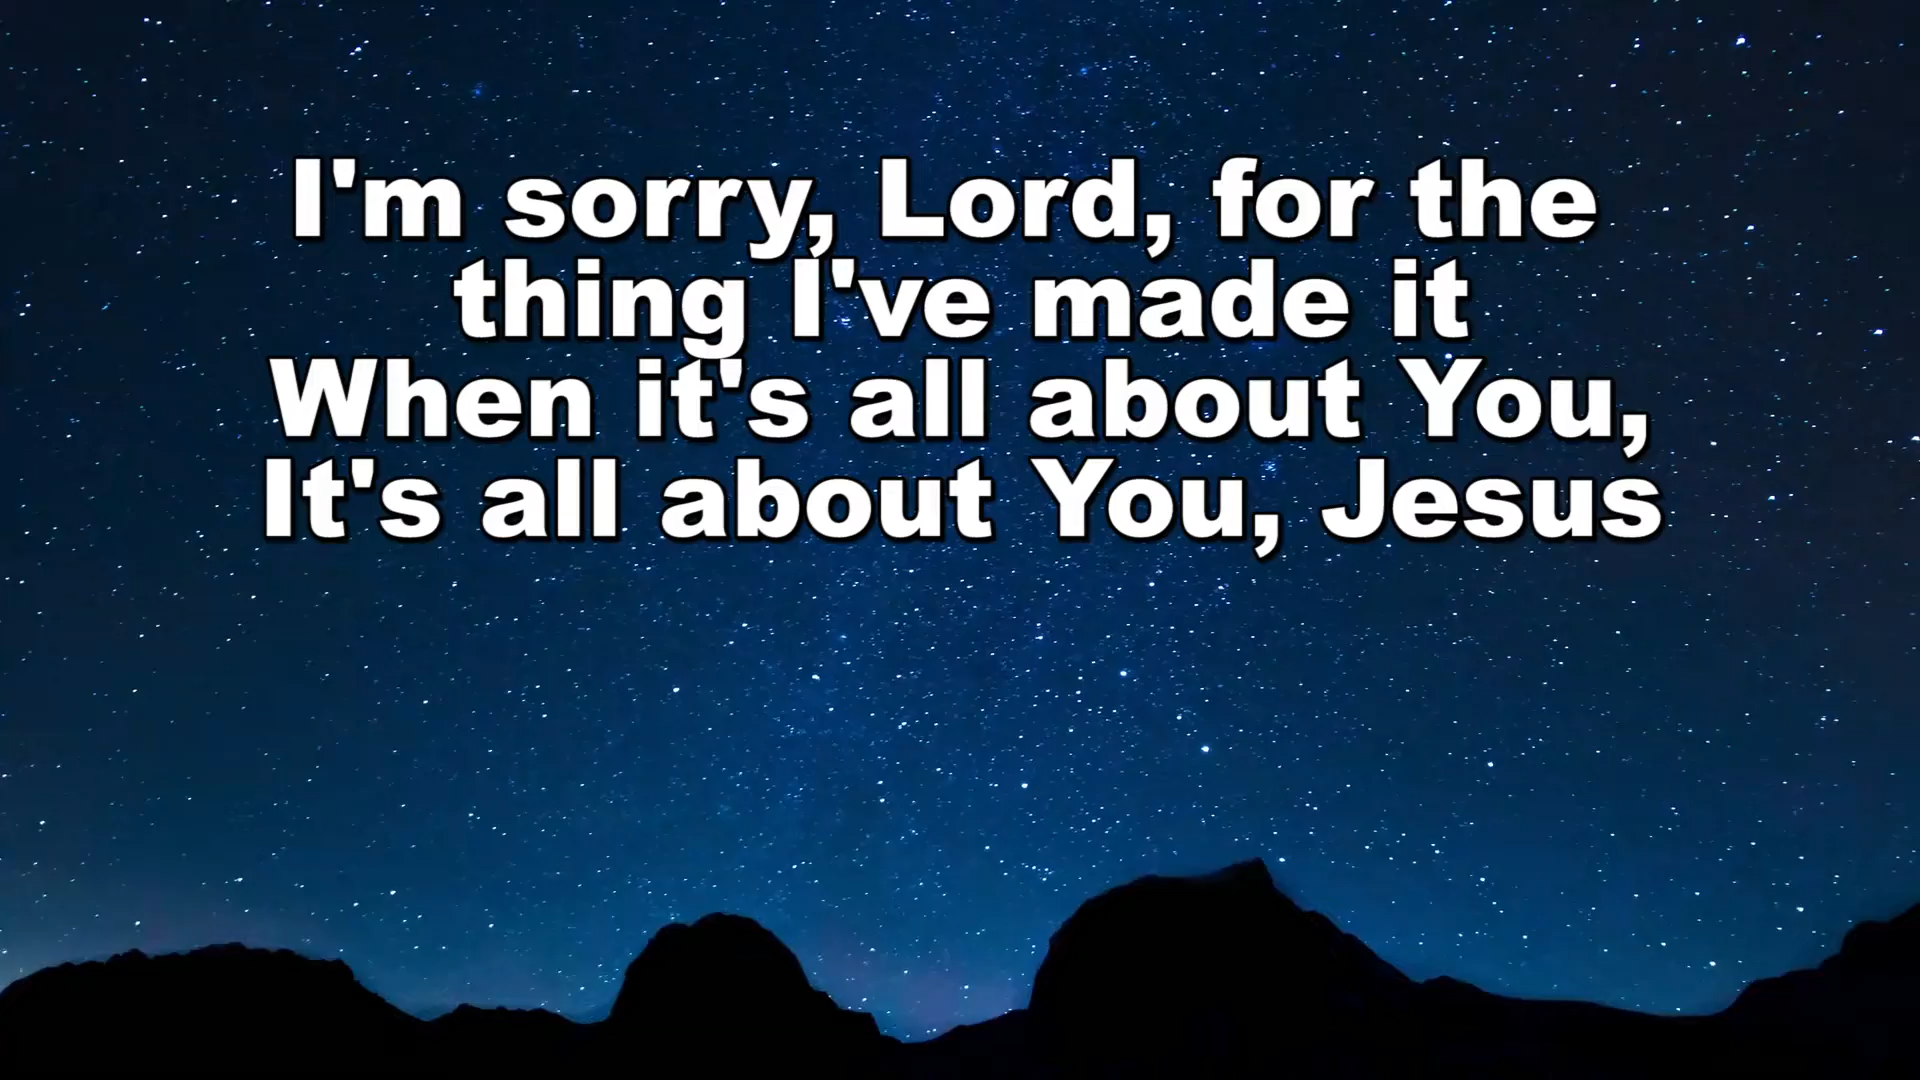 I'm sorry, Lord, for the
thing I've made it
When it's all about You,
It's all about You, Jesus